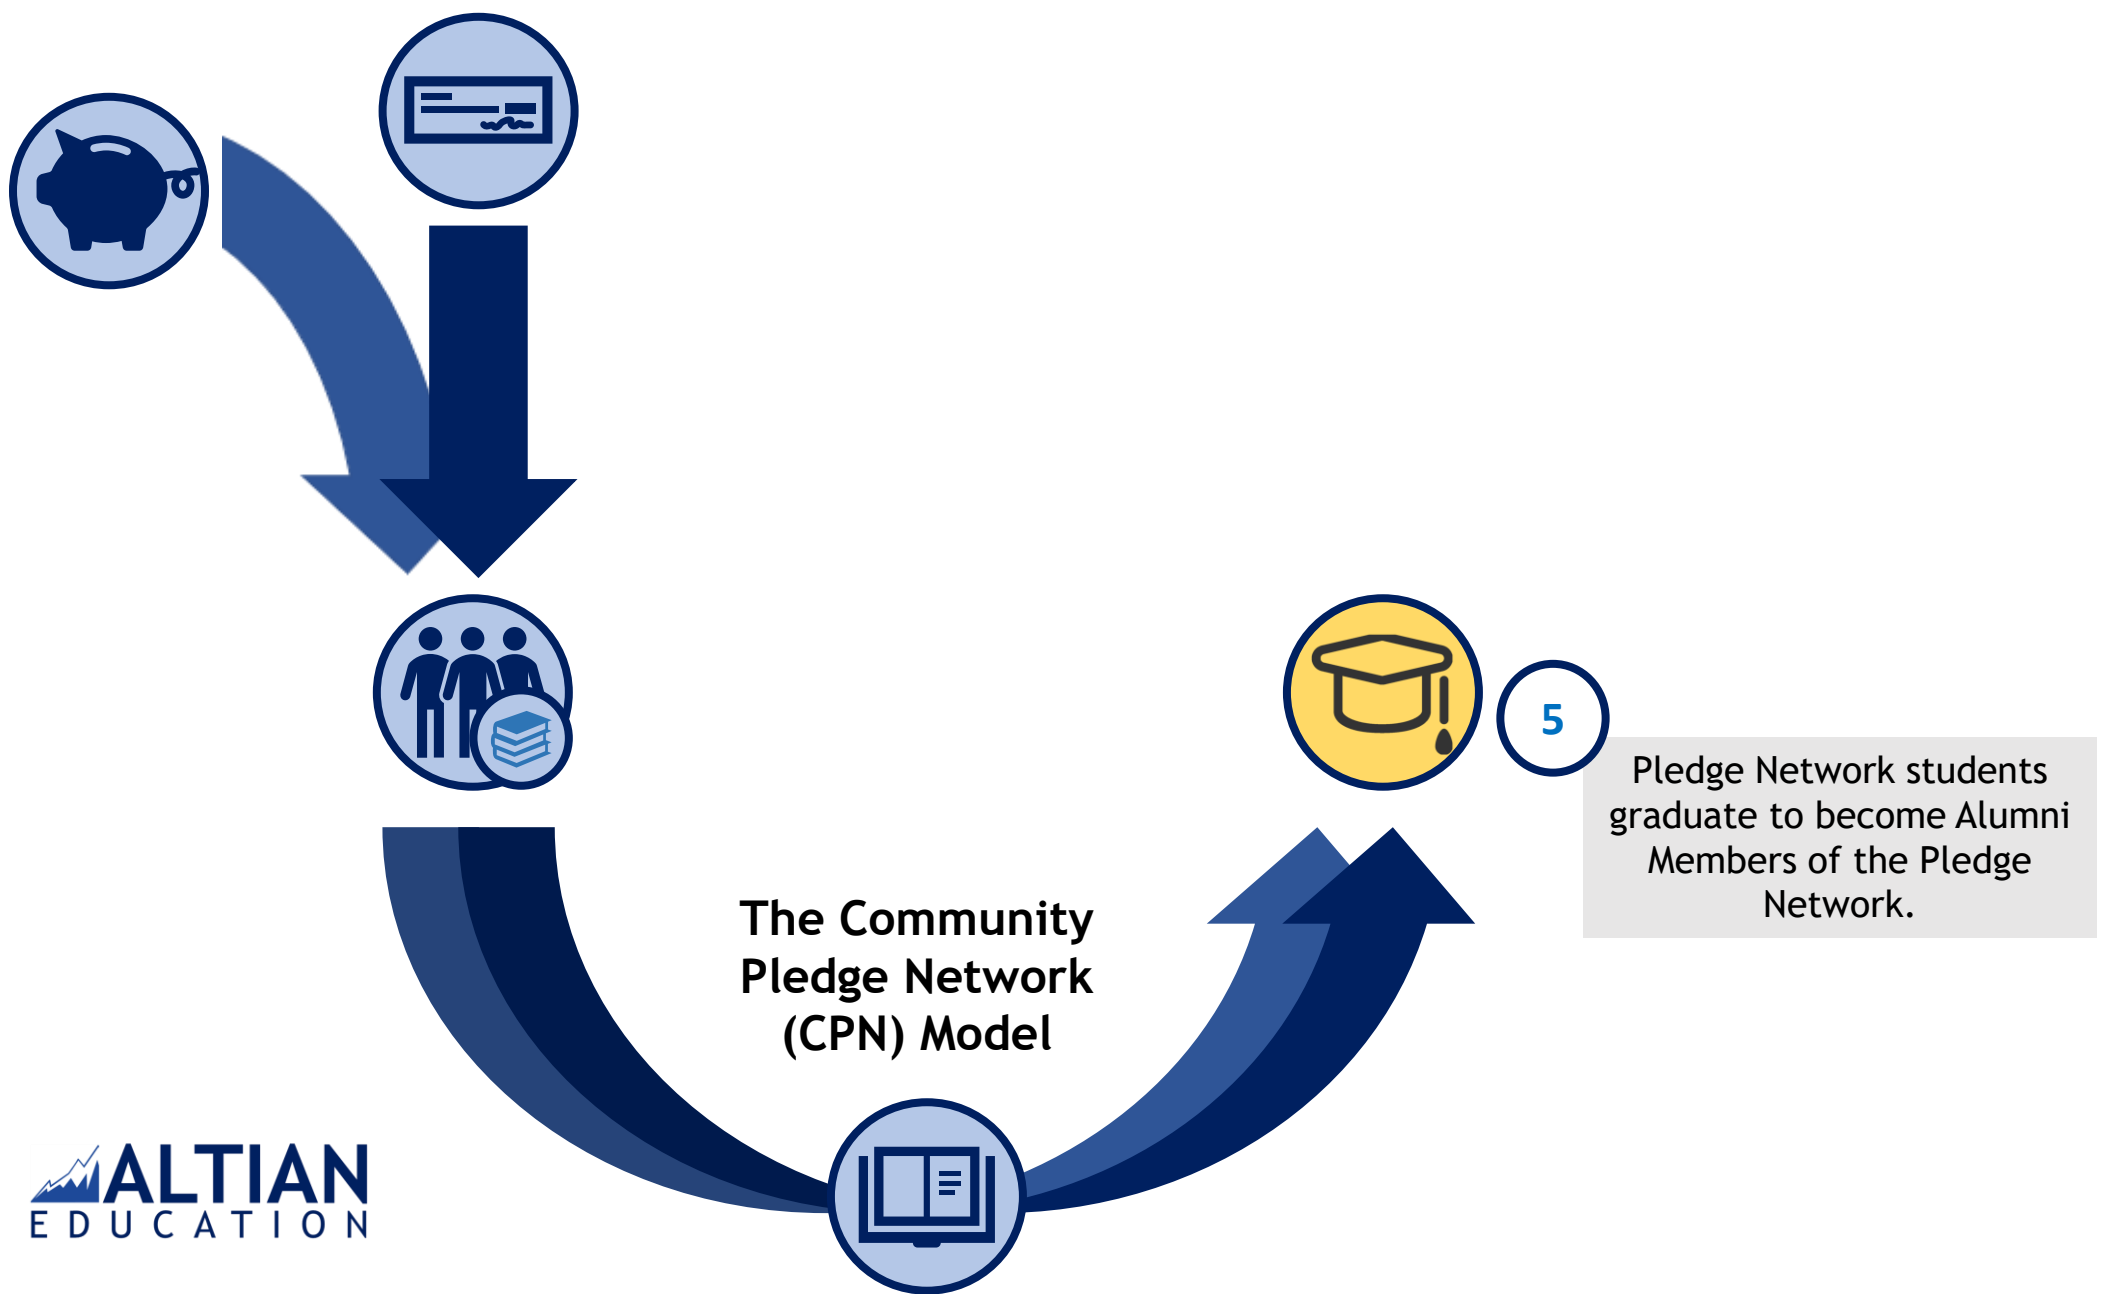 5
Pledge Network students
graduate to become Alumni
Members of the Pledge
Network.
The Community
Pledge Network
(CPN) Model
ALTIAN
EDUCATION